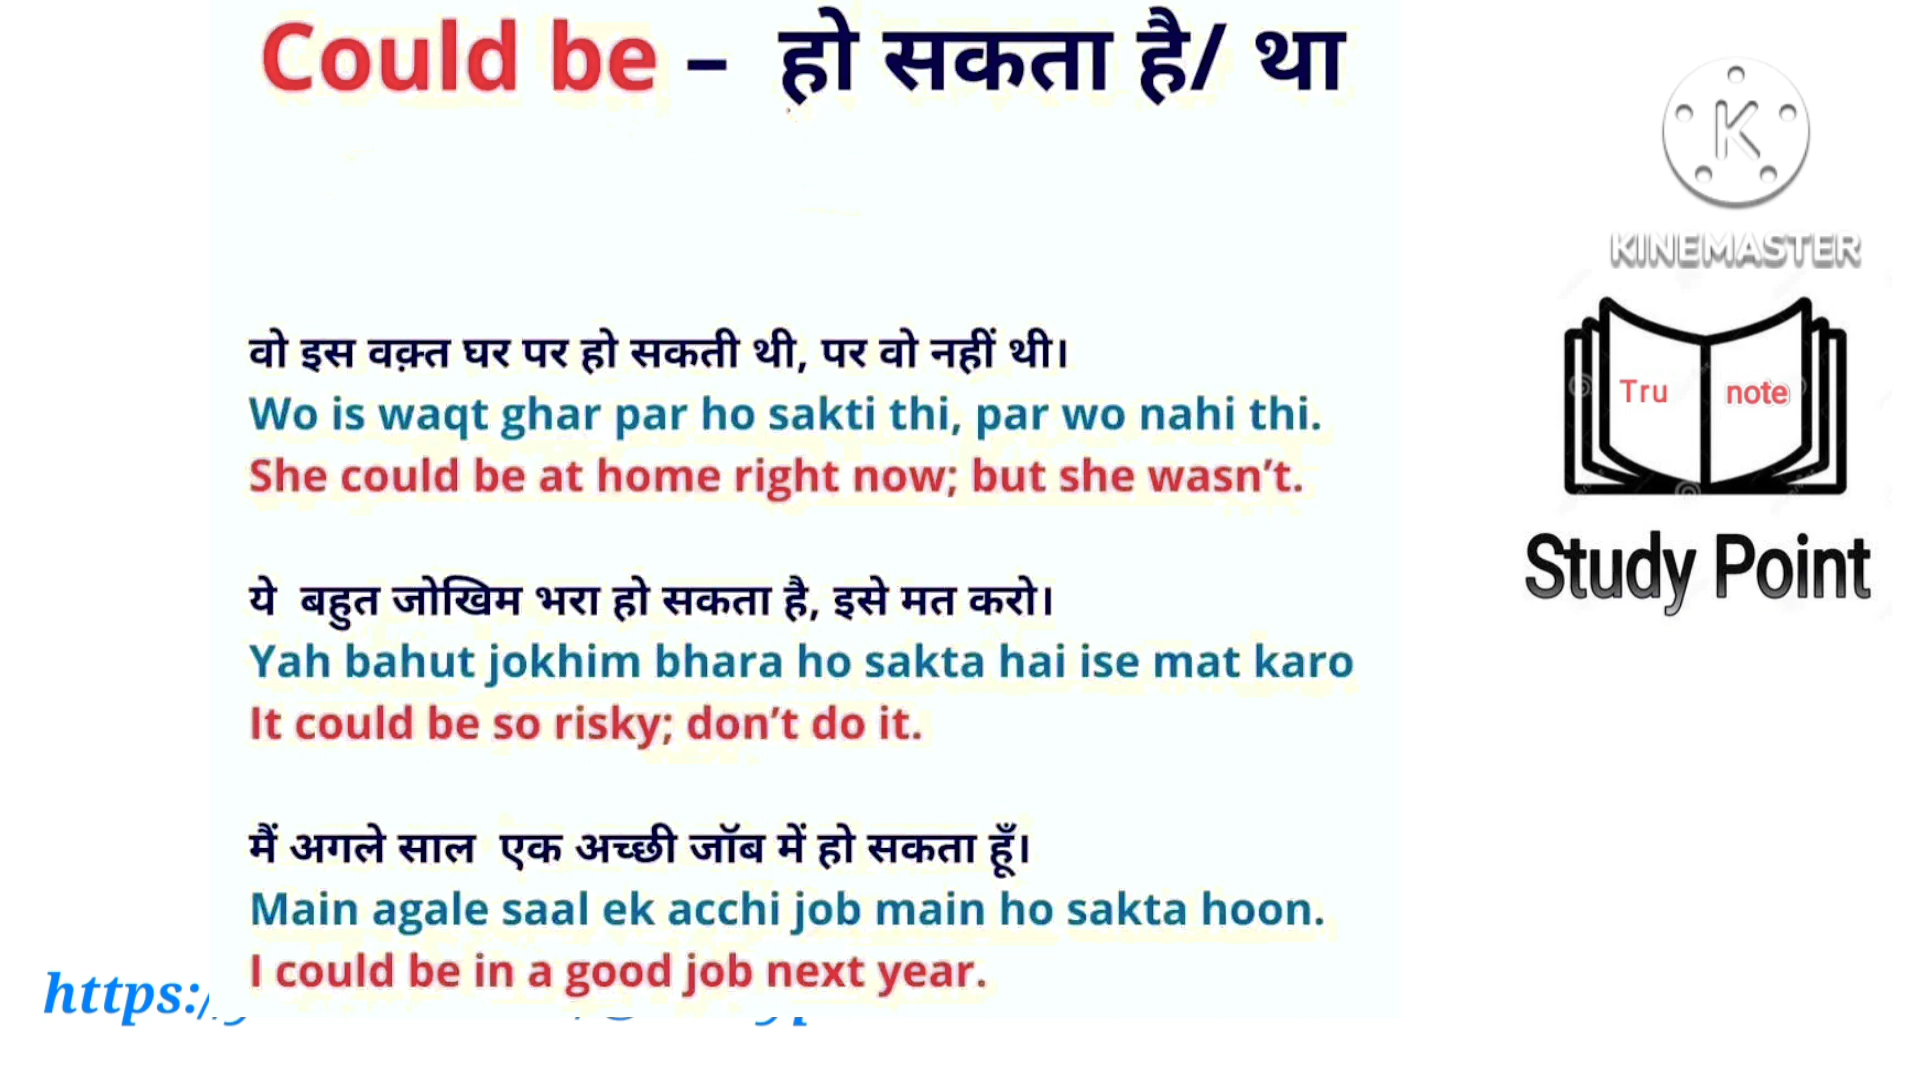 Could be – हो सकता है/ था
KINEMASTER
Tru note
Study Point
वो इस वक़्त घर पर हो सकती थी, पर वो नहीं थी।
Wo is waqt ghar par ho sakti thi, par wo nahi thi.
She could be at home right now; but she wasn’t.
ये बहुत जोखिम भरा हो सकता है, इसे मत करो।
Yah bahut jokhim bhara ho sakta hai ise mat karo
It could be so risky; don’t do it.
मैं अगले साल एक अच्छी जॉब में हो सकता हूँ।
Main agale saal ek acchi job main ho sakta hoon.
I could be in a good job next year.
https:/